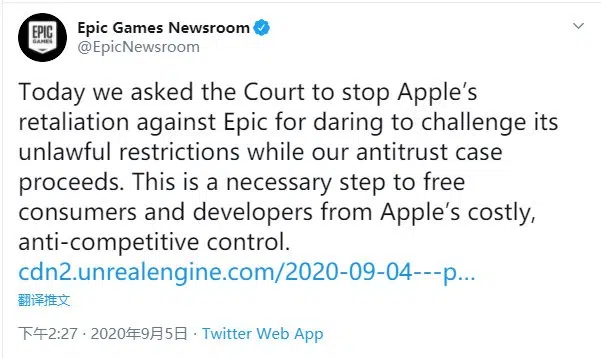 EPIC
GAMES
Epic Games Newsroom
@EpicNewsroom
Today we asked the Court to stop Apple's
retaliation against Epic for daring to challenge its
unlawful restrictions while our antitrust case
proceeds. This is a necessary step to free
consumers and developers from Apple's costly,
anti-competitive control.
cdn2.unrealengine.com/2020-09-04---p…
翻译推文
下午2:27 · 2020年9月5日 · Twitter Web App